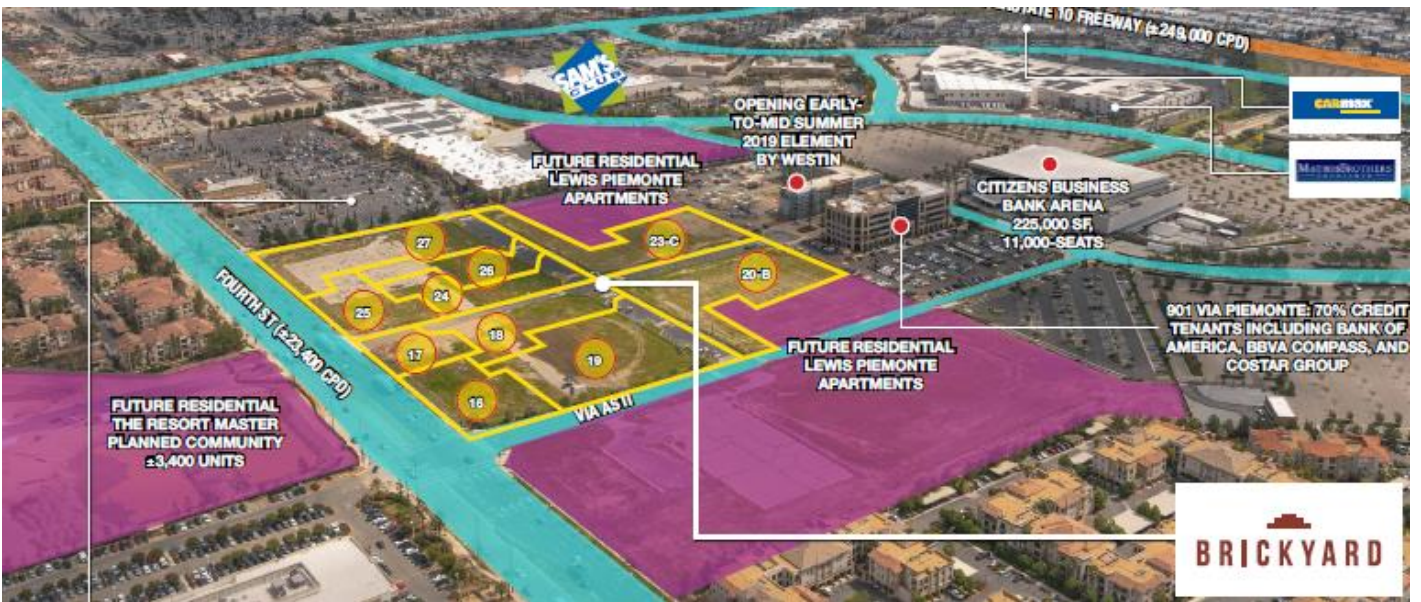 STATE 10 FREEWAY (±249,000 CPD)
SAM'S
CLUB
CARMAX
OPENING EARLY-
TO-MID SUMMER
2019 ELEMENT
BY WESTIN
MATHIS BROTHERS
FUTURE RESIDENTIAL
LEWIS PIEMONTE
APARTMENTS
CITIZENS BUSINESS
BANK ARENA
225,000 SF,
11,000-SEATS
27
23-C
26
20-B
24
25
18
17
19
16
FOURTH ST (±23,400 CPD)
VIA ASTI
901 VIA PIEMONTE: 70% CREDIT
TENANTS INCLUDING BANK OF
AMERICA, BBVA COMPASS, AND
COSTAR GROUP
FUTURE RESIDENTIAL
LEWIS PIEMONTE
APARTMENTS
FUTURE RESIDENTIAL
THE RESORT MASTER
PLANNED COMMUNITY
±3,400 UNITS
BRICKYARD